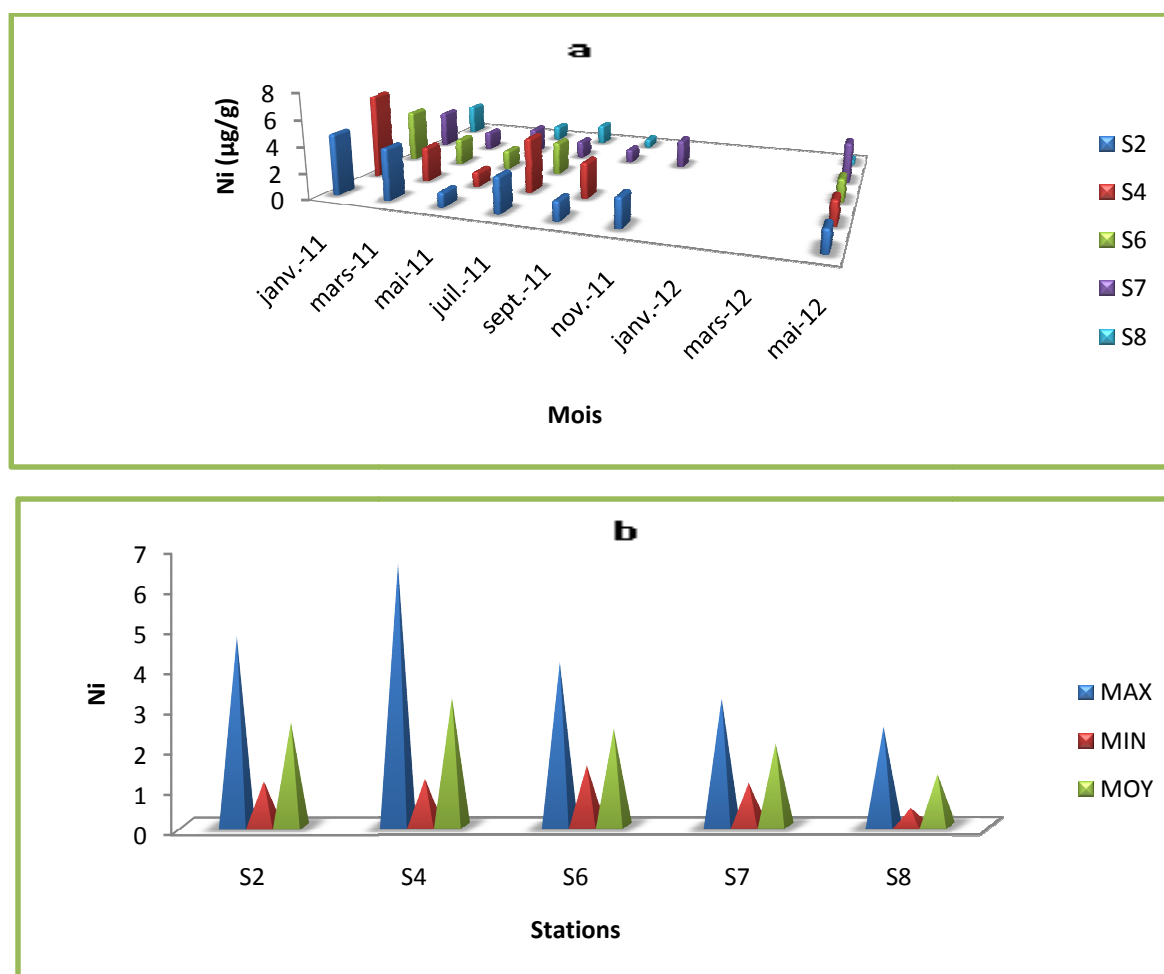 a
Ni (µg/g)
8
6
4
2
0
janv.-11
mars-11
mai-11
juil.-11
sept.-11
nov.-11
janv.-12
mars-12
mai-12
Mois
S2
S4
S6
S7
S8
b
Ni
7
6
5
4
3
2
1
0
S2
S4
S6
S7
S8
Stations
MAX
MIN
MOY